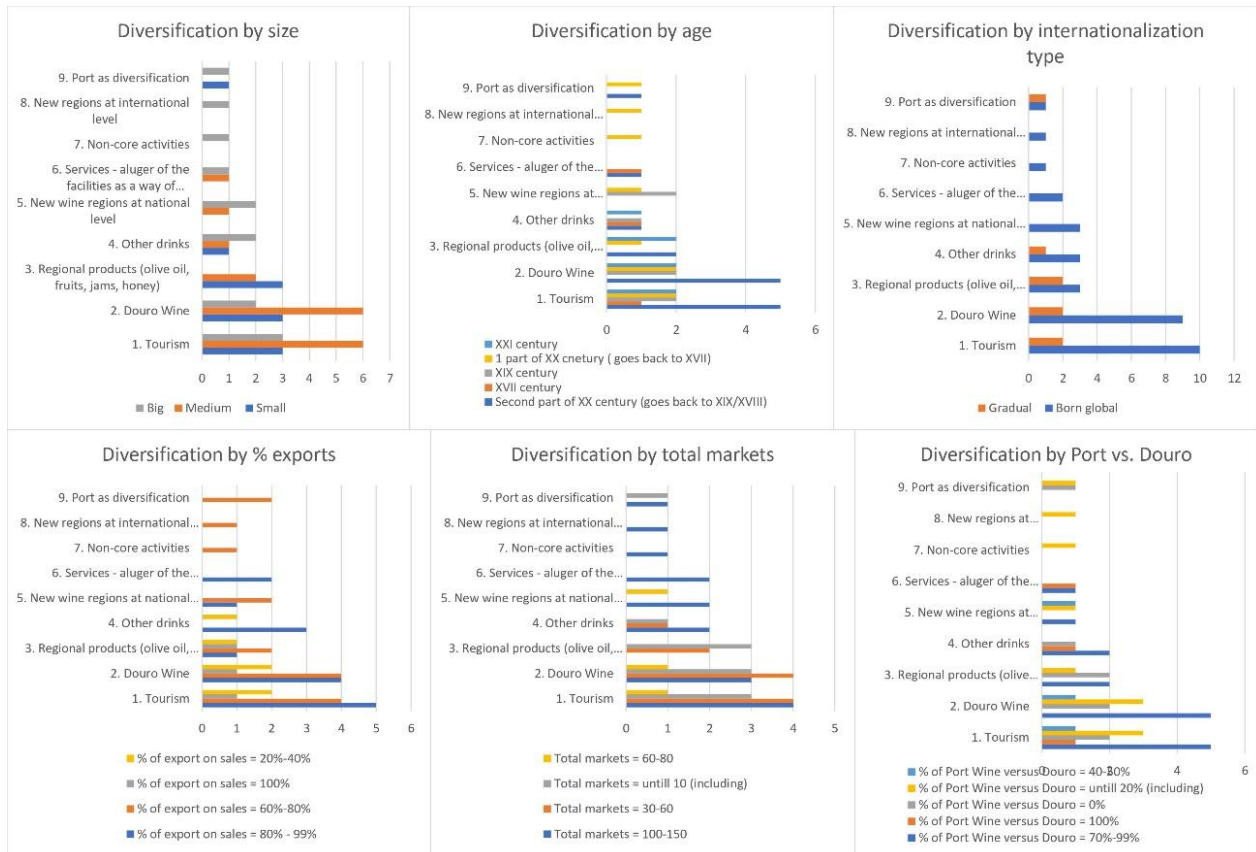 Diversification by size
9. Port as diversification
8. New regions at international
level
7. Non-core activities
6. Services - aluger of the
facilities as a way of...
5. New wine regions at national
level
4. Other drinks
3. Regional products (olive oil,
fruits, jams, honey)
2. Douro Wine
1. Tourism
0 1 2 3 4 5 6 7
Big Medium Small
Diversification by age
9. Port as diversification
8. New regions at international...
7. Non-core activities
6. Services - aluger of the...
5. New wine regions at...
4. Other drinks
3. Regional products (olive oil,...
2. Douro Wine
1. Tourism
0 2 4 6
XXI century
1 part of XX cnetury ( goes back to XVII)
XIX century
XVII century
Second part of XX century (goes back to XIX/XVIII)
Diversification by internationalization
type
9. Port as diversification
8. New regions at international...
7. Non-core activities
6. Services - aluger of the...
5. New wine regions at national...
4. Other drinks
3. Regional products (olive oil,...
2. Douro Wine
1. Tourism
0 2 4 6 8 10 12
Gradual Born global
Diversification by % exports
9. Port as diversification
8. New regions at international...
7. Non-core activities
6. Services - aluger of the...
5. New wine regions at national...
4. Other drinks
3. Regional products (olive oil,...
2. Douro Wine
1. Tourism
0 1 2 3 4 5 6
% of export on sales = 20%-40%
% of export on sales = 100%
% of export on sales = 60%-80%
% of export on sales = 80% - 99%
Diversification by total markets
9. Port as diversification
8. New regions at international...
7. Non-core activities
6. Services - aluger of the...
5. New wine regions at national...
4. Other drinks
3. Regional products (olive oil,...
2. Douro Wine
1. Tourism
0 1 2 3 4 5
Total markets = 60-80
Total markets = untill 10 (including)
Total markets = 30-60
Total markets = 100-150
Diversification by Port vs. Douro
9. Port as diversification
8. New regions at...
7. Non-core activities
6. Services - aluger of the...
5. New wine regions at...
4. Other drinks
3. Regional products (olive...
2. Douro Wine
1. Tourism
0 2 4 6
% of Port Wine versus Douro =
% of Port Wine versus Douro = untill 20% (including)
% of Port Wine versus Douro = 0%
% of Port Wine versus Douro = 100%
% of Port Wine versus Douro = 70%-99%